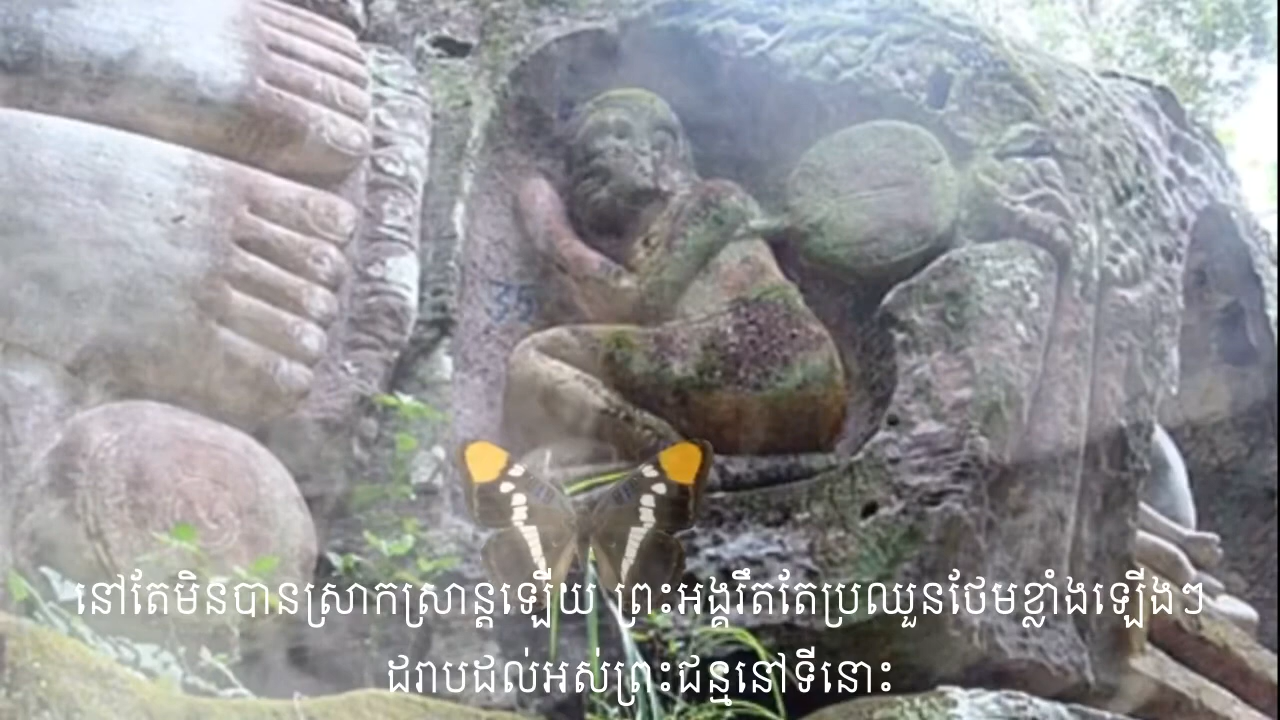 នៅតែមិនបានស្រាកស្រាន្តឡើយ ព្រះអង្គរឹតតែប្រឈួនថែមខ្លាំងឡើងៗ
ដរាបដល់អស់ព្រះជន្មនៅទីនោះ